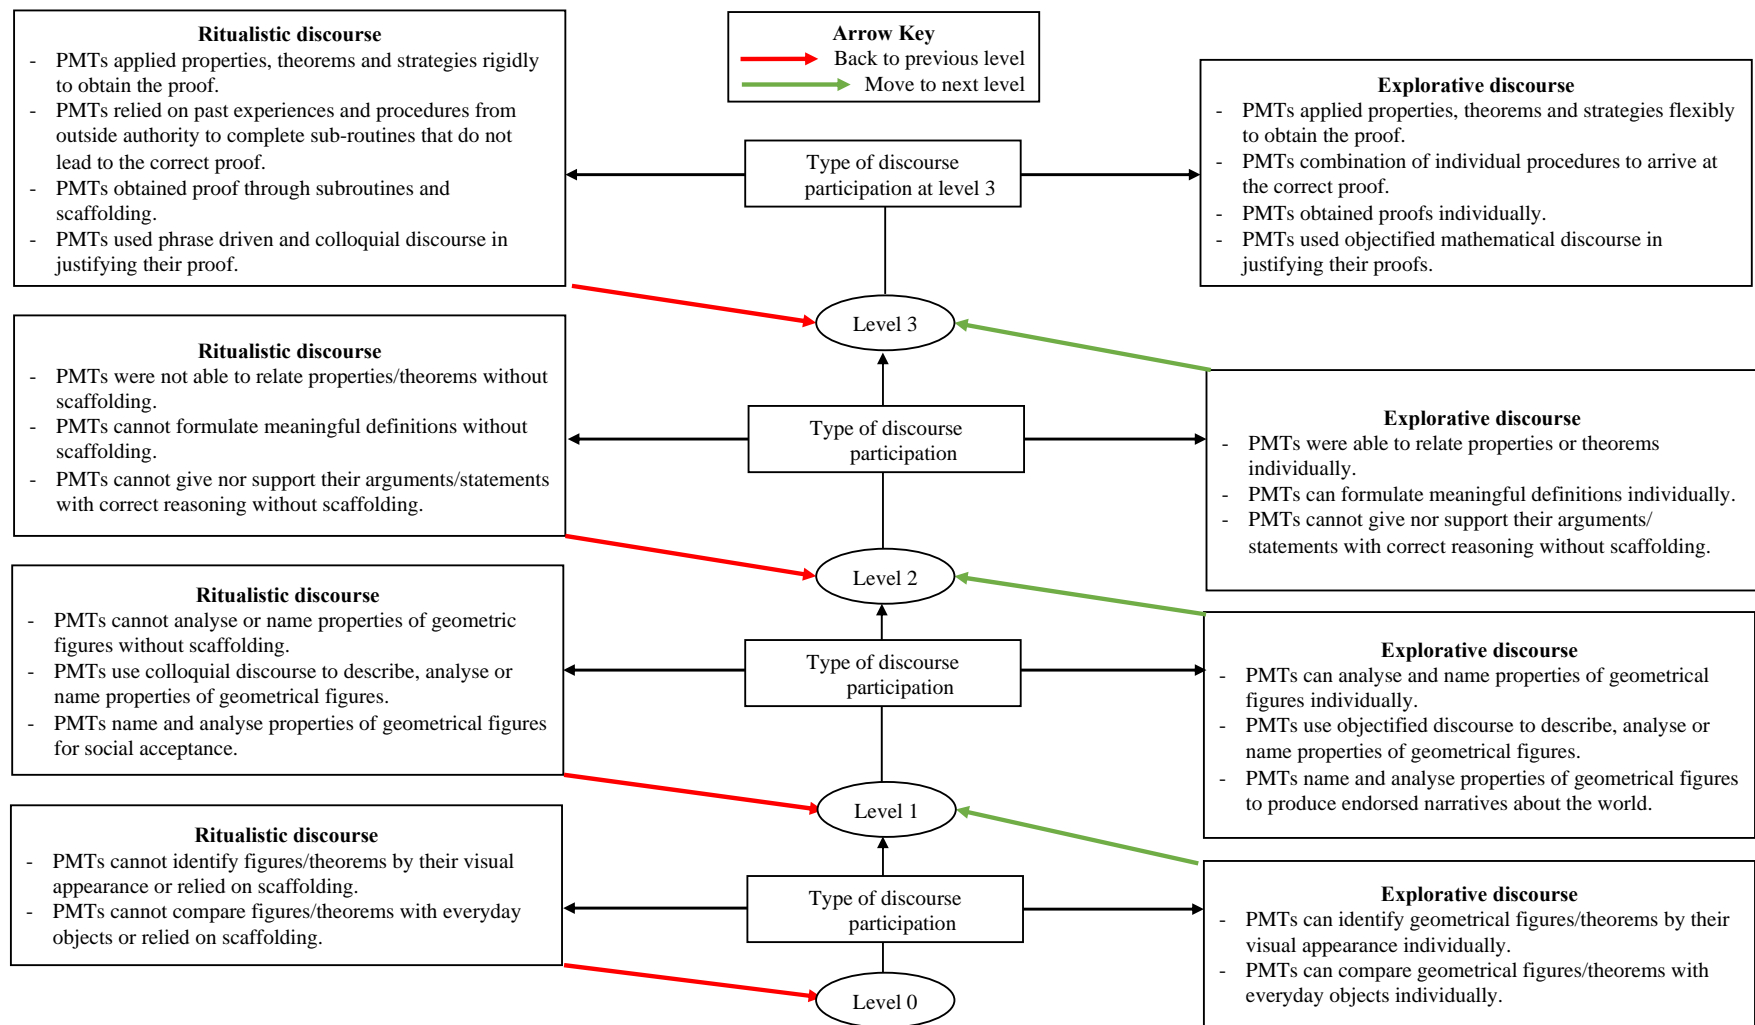 Ritualistic discourse
- PMTs applied properties, theorems and strategies rigidly
to obtain the proof.
- PMTs relied on past experiences and procedures from
outside authority to complete sub-routines that do not
lead to the correct proof.
- PMTs obtained proof through subroutines and
scaffolding.
- PMTs used phrase driven and colloquial discourse in
justifying their proof.
Arrow Key
Back to previous level
Move to next level
Explorative discourse
- PMTs applied properties, theorems and strategies flexibly
to obtain the proof.
- PMTs combination of individual procedures to arrive at
the correct proof.
- PMTs obtained proofs individually.
- PMTs used objectified mathematical discourse in
justifying their proofs.
Type of discourse
participation at level 3
Level 3
Ritualistic discourse
- PMTs were not able to relate properties/theorems without
scaffolding.
- PMTs cannot formulate meaningful definitions without
scaffolding.
- PMTs cannot give nor support their arguments/statements
with correct reasoning without scaffolding.
Type of discourse
participation
Explorative discourse
- PMTs were able to relate properties or theorems
individually.
- PMTs can formulate meaningful definitions individually.
- PMTs cannot give nor support their arguments/
statements with correct reasoning without scaffolding.
Level 2
Ritualistic discourse
- PMTs cannot analyse or name properties of geometric
figures without scaffolding.
- PMTs use colloquial discourse to describe, analyse or
name properties of geometrical figures.
- PMTs name and analyse properties of geometrical figures
for social acceptance.
Type of discourse
participation
Explorative discourse
- PMTs can analyse and name properties of geometrical
figures individually.
- PMTs use objectified discourse to describe, analyse or
name properties of geometrical figures.
- PMTs name and analyse properties of geometrical figures
to produce endorsed narratives about the world.
Level 1
Ritualistic discourse
- PMTs cannot identify figures/theorems by their visual
appearance or relied on scaffolding.
- PMTs cannot compare figures/theorems with everyday
objects or relied on scaffolding.
Type of discourse
participation
Explorative discourse
- PMTs can identify geometrical figures/theorems by their
visual appearance individually.
- PMTs can compare geometrical figures/theorems with
everyday objects individually.
Level 0